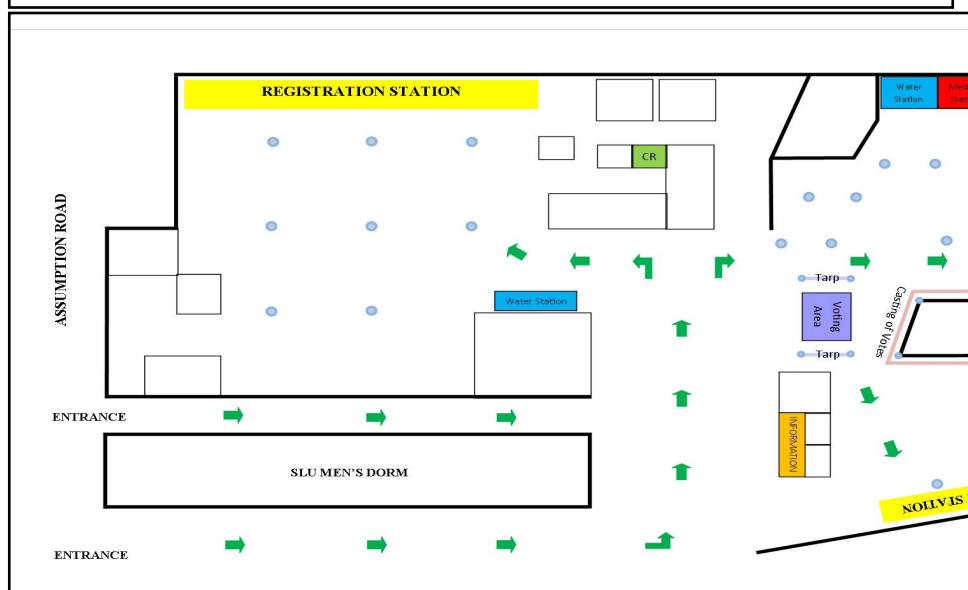 REGISTRATION STATION
Water
Station
CR
ASSUMPTION ROAD
Water Station
Tarp
Voting
Area
Tarp
Casting of Votes
ENTRANCE
INFORMATION
SLU MEN'S DORM
STATION
ENTRANCE